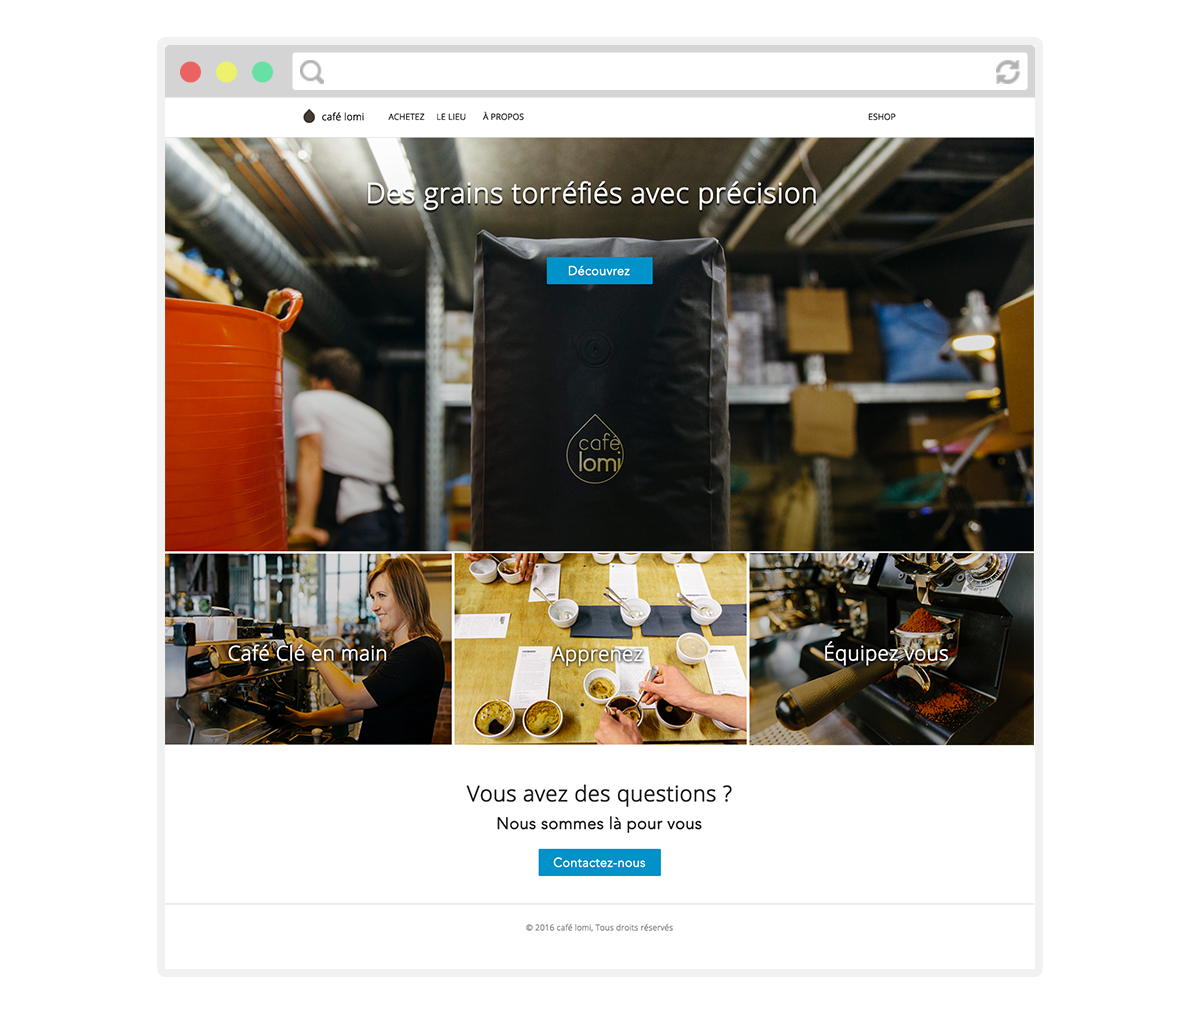 café lomi
ACHETEZ LE LIEU À PROPOS
ESHOP
Des grains torréfiés avec précision
Découvrez
café
lomi
Café Clé en main
Apprenez
Équipez vous
Vous avez des questions ?
Nous sommes là pour vous
Contactez-nous
© 2016 café lomi, Tous droits réservés